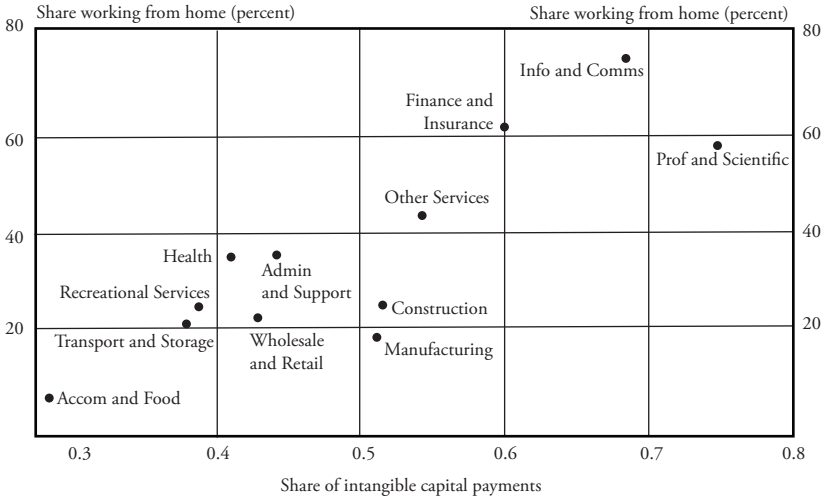 Share working from home (percent)
Share working from home (percent)
80
80
Info and Comms
Finance and
Insurance
60
60
Prof and Scientific
Other Services
40
40
Health
Admin
and Support
Recreational Services
Construction
20
20
Transport and Storage
Wholesale
and Retail
Manufacturing
Accom and Food
0.3
0.4
0.5
0.6
0.7
0.8
Share of intangible capital payments